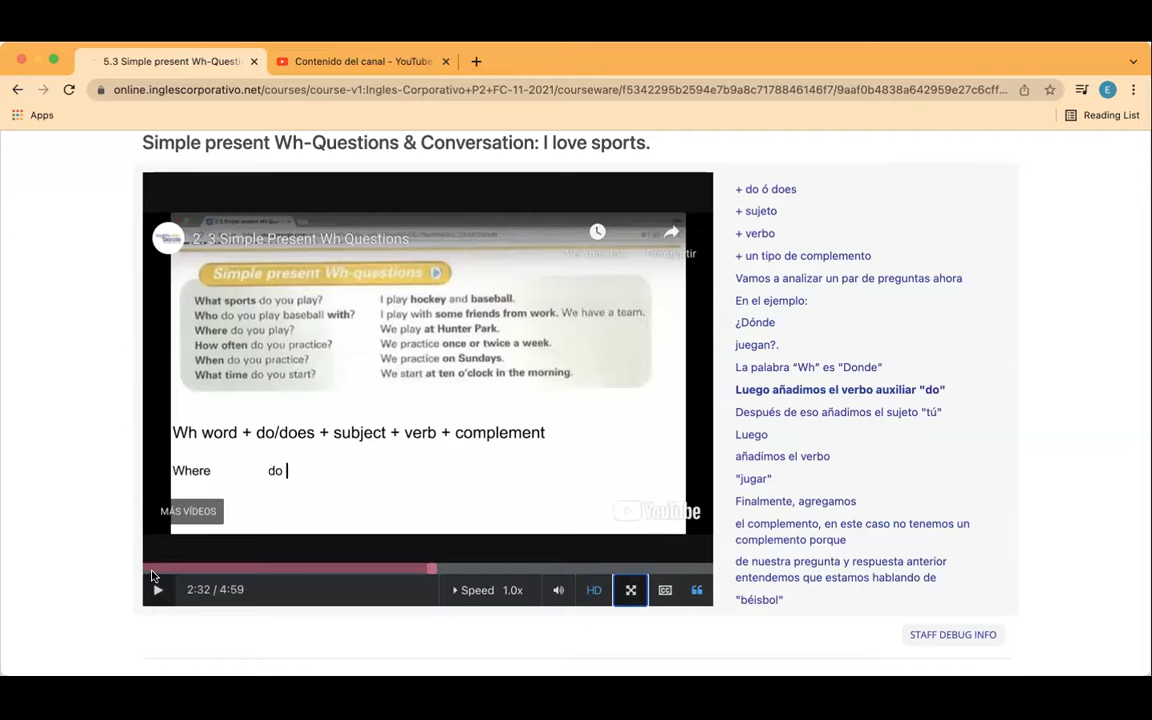 5.3 Simple present Wh-Questi
Contenido del canal - YouTube
online.inglescorporativo.net/courses/course-v1:Ingles-Corporativo+P2+FC-11-2021/courseware/f5342295b2594e7b9a8c7178846146f7/9aaf0b4838a642959e27c6cff...
E
Apps
Reading List
Simple present Wh-Questions & Conversation: I love sports.
2. 3 Simple Present Wh Questions
Simple present Wh-questions
What sports do you play? I play hockey and baseball.
Who do you play baseball with? I play with some friends from work. We have a team.
Where do you play? We play at Hunter Park.
How often do you practice? We practice once or twice a week.
When do you practice? We practice on Sundays.
What time do you start? We start at ten o'clock in the morning.
Wh word + do/does + subject + verb + complement
Where do
MÁS VÍDEOS
YouTube
2:32 / 4:59
Speed 1.0x
HD
CC
+ do ó does
+ sujeto
+ verbo
+ un tipo de complemento
Vamos a analizar un par de preguntas ahora
En el ejemplo:
¿Dónde
juegan?.
La palabra “Wh” es "Donde"
Luego añadimos el verbo auxiliar "do"
Después de eso añadimos el sujeto "tú"
Luego
añadimos el verbo
"jugar"
Finalmente, agregamos
el complemento, en este caso no tenemos un
complemento porque
de nuestra pregunta y respuesta anterior
entendemos que estamos hablando de
"béisbol"
STAFF DEBUG INFO